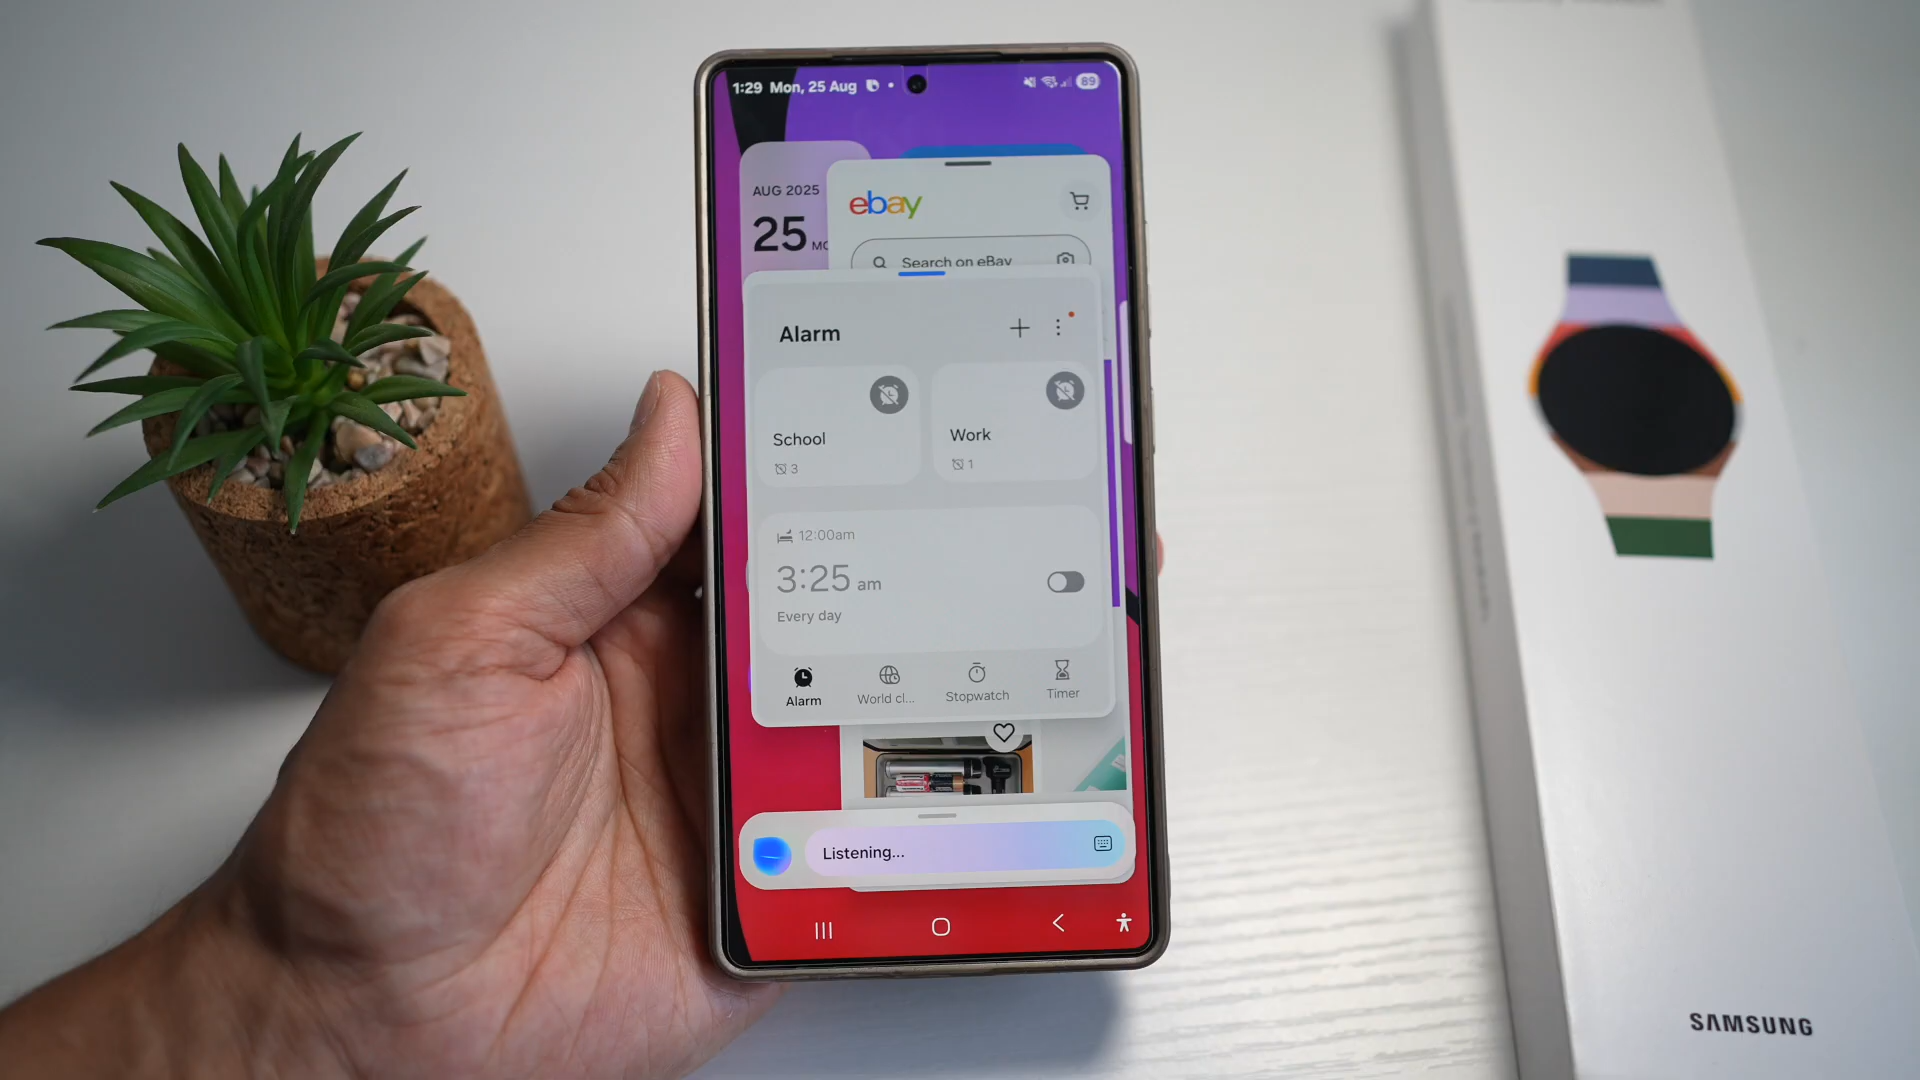 1:29 Mon, 25 Aug
89
AUG 2025
25
ebay
Search on eBay
Alarm
School
3
Work
1
12:00am
3:25 am
Every day
Alarm
World cl...
Stopwatch
Timer
Listening...
SAMSUNG